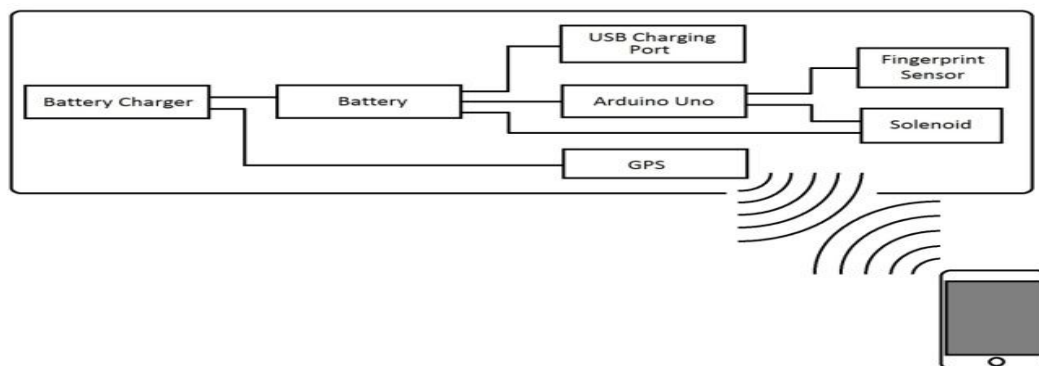 USB Charging
Port
Fingerprint
Sensor
Battery Charger
Battery
Arduino Uno
Solenoid
GPS